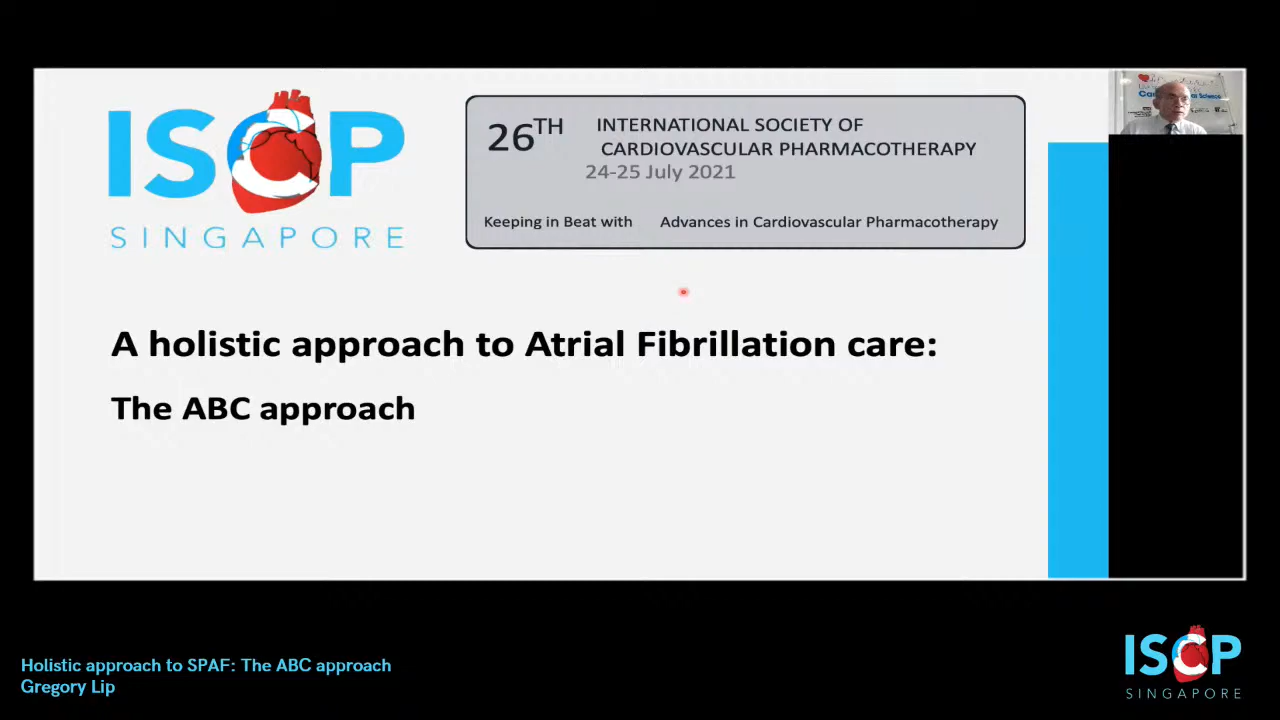 ISCP
SINGAPORE
26TH
INTERNATIONAL SOCIETY OF
CARDIOVASCULAR PHARMACOTHERAPY
24-25 July 2021
Keeping in Beat with Advances in Cardiovascular Pharmacotherapy
A holistic approach to Atrial Fibrillation care:
The ABC approach
Holistic approach to SPAF: The ABC approach
Gregory Lip
ISCP
SINGAPORE